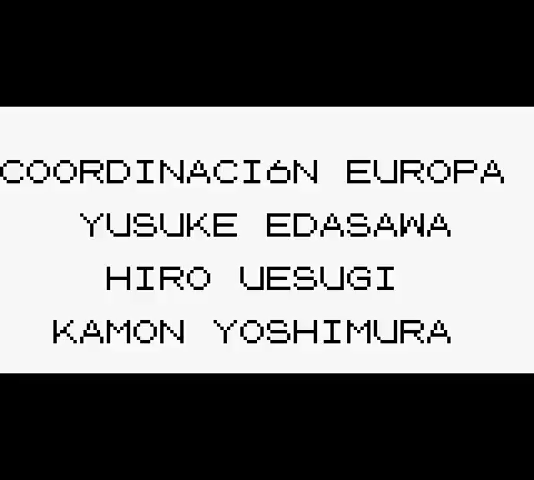 COORDINACIóN EUROPA
YUSUKE EDASAWA
HIRO UESUGI
KAMON YOSHIMURA